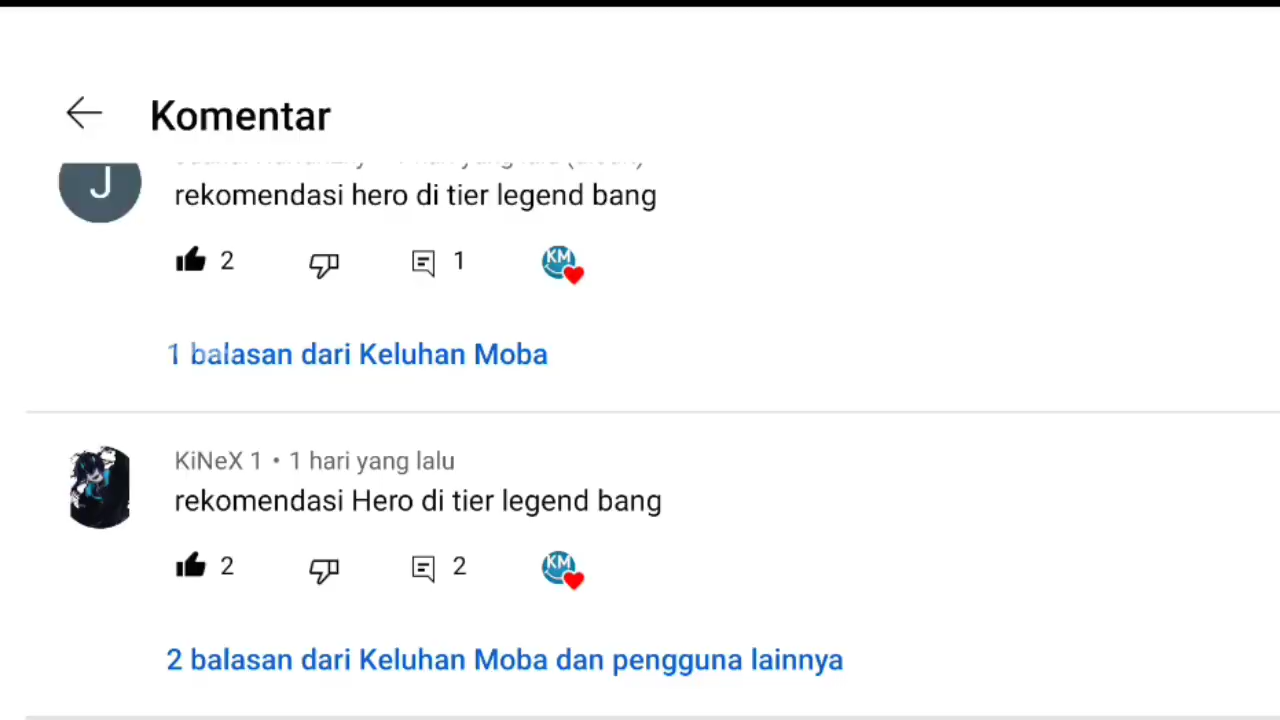 Komentar
J
rekomendasi hero di tier legend bang
2 1 KM
1 balasan dari Keluhan Moba
KiNeX 1 • 1 hari yang lalu
rekomendasi Hero di tier legend bang
2 2 KM
2 balasan dari Keluhan Moba dan pengguna lainnya